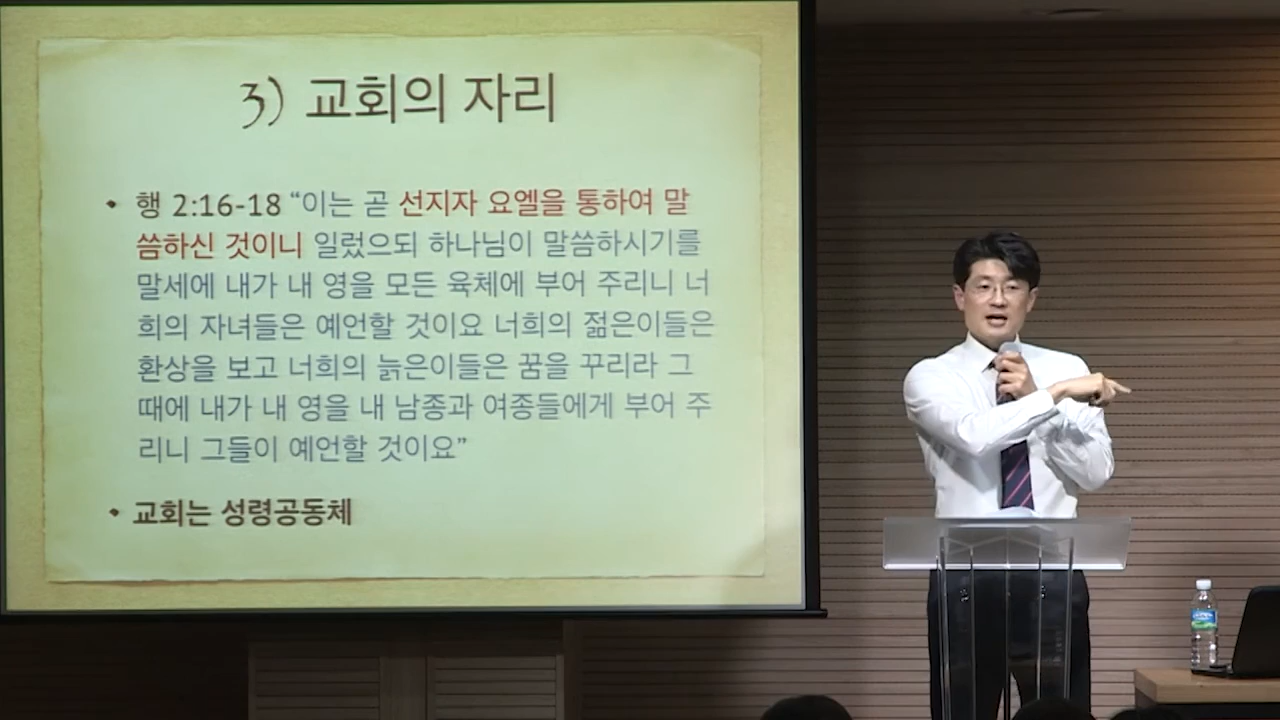 3) 교회의 자리
• 행 2:16-18 “이는 곧 선지자 요엘을 통하여 말
씀하신 것이니 일렀으되 하나님이 말씀하시기를
말세에 내가 내 영을 모든 육체에 부어 주리니 너
희의 자녀들은 예언할 것이요 너희의 젊은이들은
환상을 보고 너희의 늙은이들은 꿈을 꾸리라 그
때에 내가 내 영을 내 남종과 여종들에게 부어 주
리니 그들이 예언할 것이요”
• 교회는 성령공동체